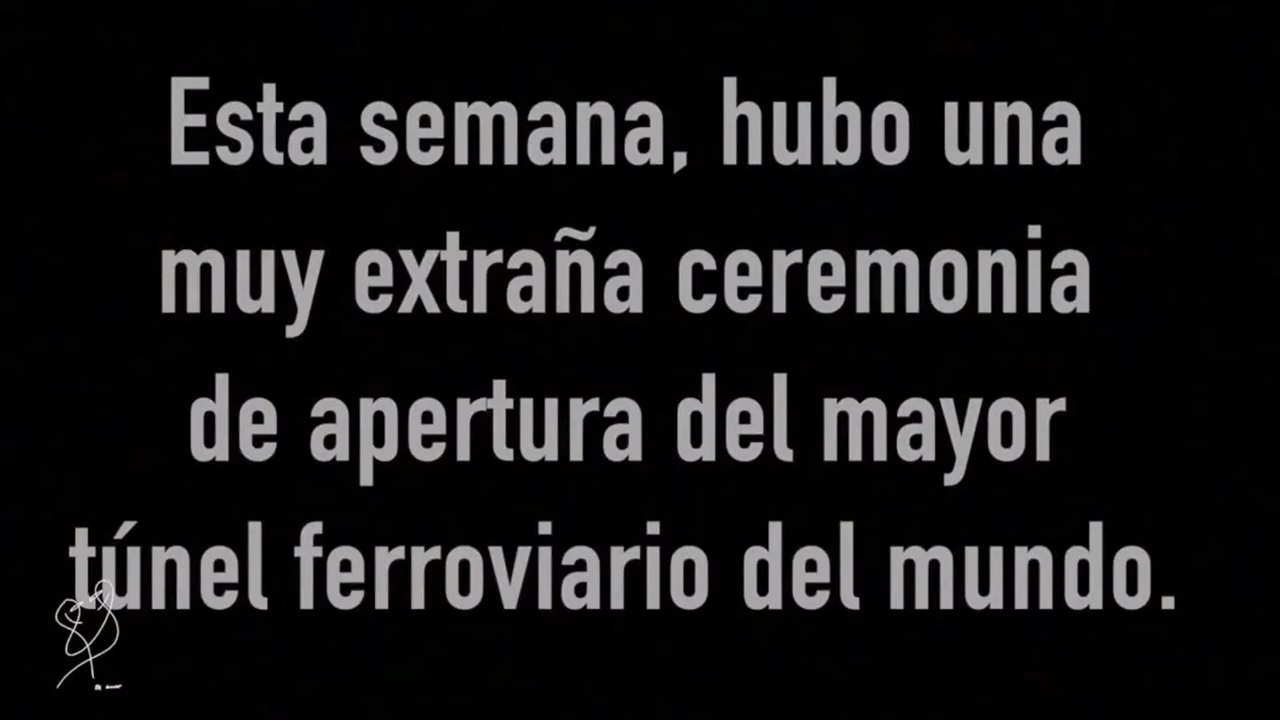 Esta semana, hubo una
muy extraña ceremonia
de apertura del mayor
túnel ferroviario del mundo.